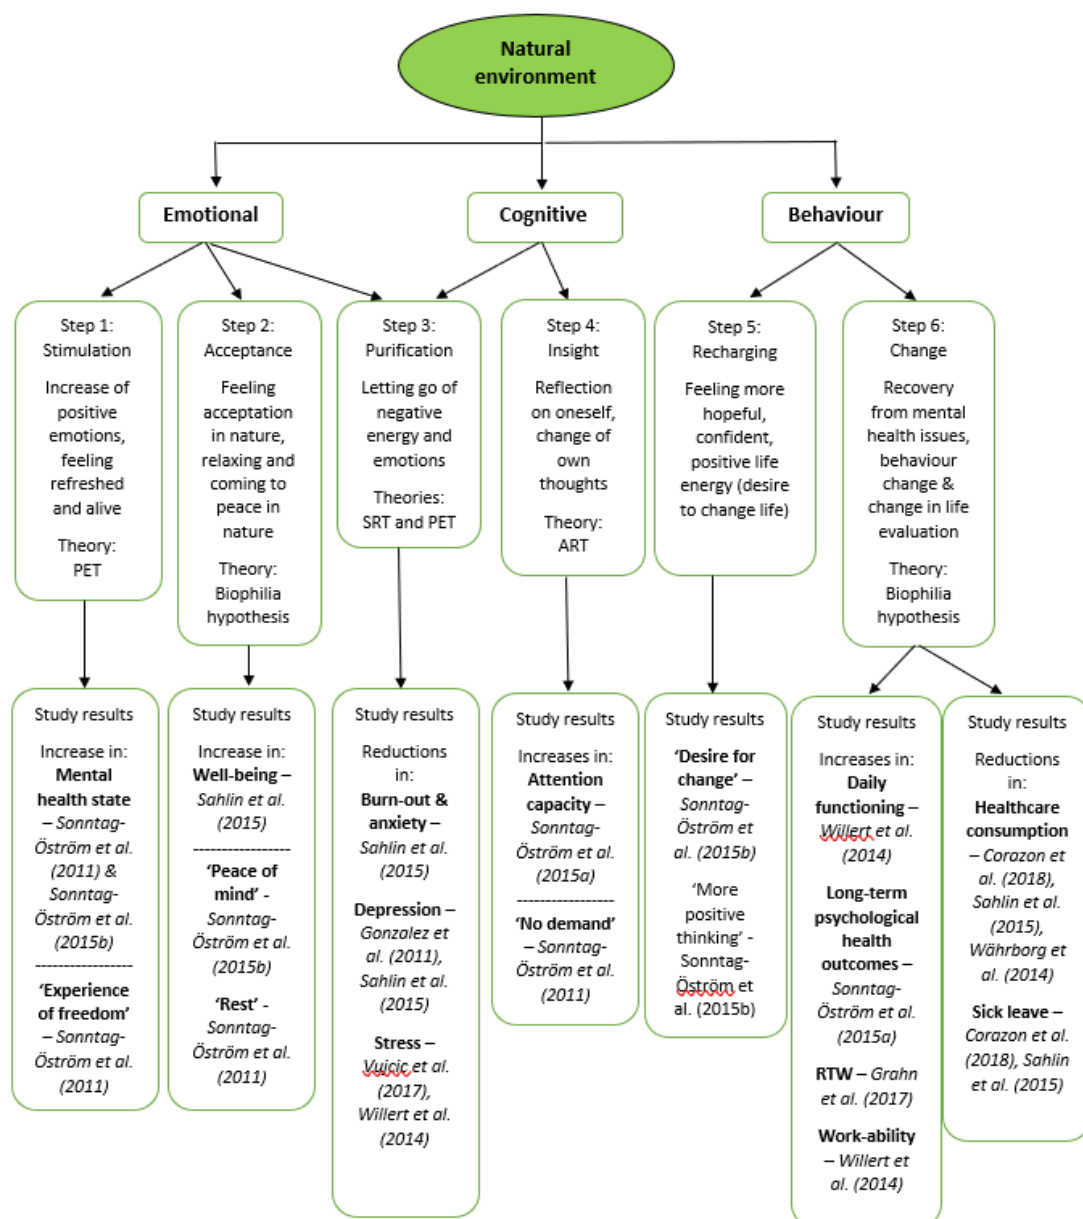 Natural
environment
Emotional
Cognitive
Behaviour
Step 1:
Stimulation
Increase of
positive
emotions,
feeling
refreshed
and alive
Theory:
PET
Step 2:
Acceptance
Feeling
acceptation
in nature,
relaxing and
coming to
peace in
nature
Theory:
Biophilia
hypothesis
Step 3:
Purification
Letting go of
negative
energy and
emotions
Theories:
SRT and PET
Step 4:
Insight
Reflection
on oneself,
change of
own
thoughts
Theory:
ART
Step 5:
Recharging
Feeling more
hopeful,
confident,
positive life
energy (desire
to change life)
Step 6:
Change
Recovery
from mental
health issues,
behaviour
change &
change in life
evaluation
Theory:
Biophilia
hypothesis
Study results
Increase in:
Mental
health state
– Sonntag-
Öström et al.
(2011) &
Sonntag-
Öström et al.
(2015b)
------------------
‘Experience
of freedom’
– Sonntag-
Öström et al.
(2011)
Study results
Increase in:
Well-being –
Sahlin et al.
(2015)
------------------
‘Peace of
mind’ -
Sonntag-
Öström et al.
(2015b)
‘Rest’ -
Sonntag-
Öström et al.
(2011)
Study results
Reductions
in:
Burn-out &
anxiety –
Sahlin et al.
(2015)
Depression –
Gonzalez et
al. (2011),
Sahlin et al.
(2015)
Stress –
Vujcic et al.
(2017),
Willert et al.
(2014)
Study results
Increases in:
Attention
capacity –
Sonntag-
Öström et al.
(2015a)
------------------
‘No demand’
– Sonntag-
Öström et al.
(2011)
Study results
‘Desire for
change’ –
Sonntag-
Öström et
al. (2015b)
‘More
positive
thinking’ -
Sonntag-
Öström et
al. (2015b)
Study results
Increases in:
Daily
functioning –
Willert et al.
(2014)
Long-term
psychological
health
outcomes –
Sonntag-
Öström et al.
(2015a)
RTW – Grahn
et al. (2017)
Work-ability
– Willert et
al. (2014)
Study results
Reductions
in:
Healthcare
consumption
– Corazon et
al. (2018),
Sahlin et al.
(2015),
Währborg et
al. (2014)
Sick leave –
Corazon et al.
(2018), Sahlin
et al. (2015)